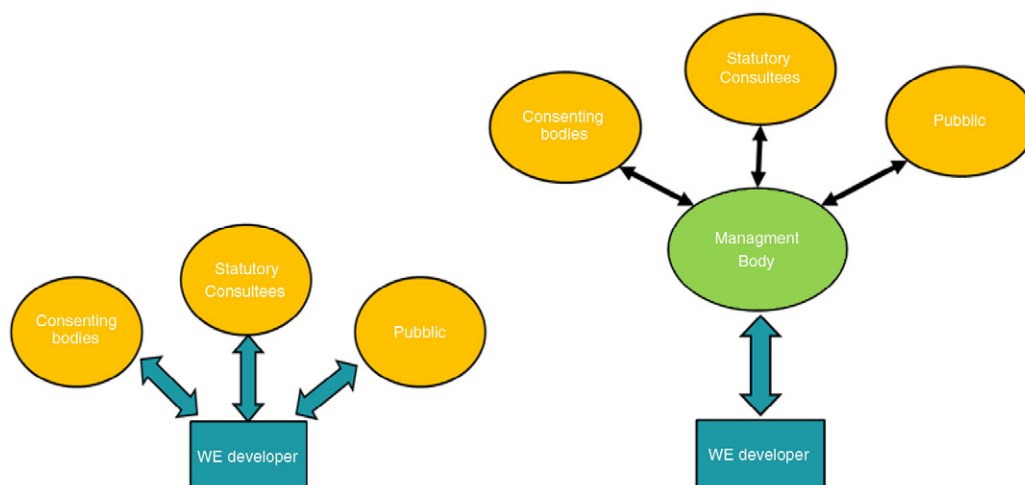 Statutory
Consultees
Consenting
bodies
Pubblic
WE developer
Statutory
Consultees
Consenting
bodies
Pubblic
Managment
Body
WE developer